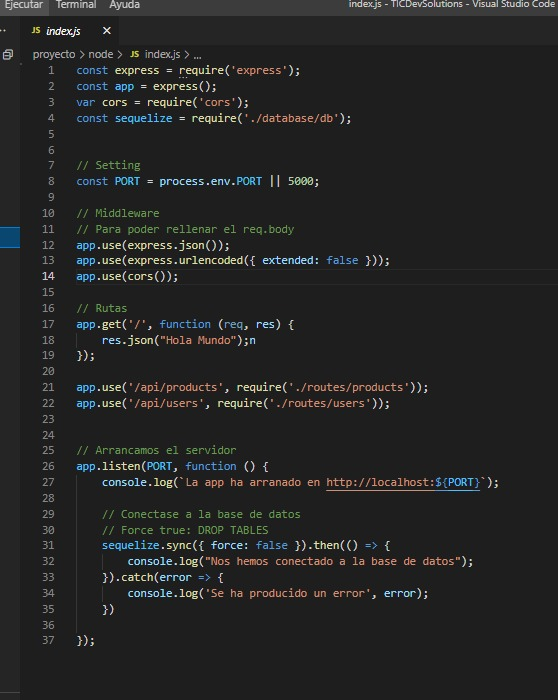 Ejecutar Terminal Ayuda index.js - TICDevSolutions - Visual Studio Code
JS index.js ×
proyecto > node > JS index.js > ...
1 const express = require('express');
2 const app = express();
3 var cors = require('cors');
4 const sequelize = require('./database/db');
5
6
7 // Setting
8 const PORT = process.env.PORT || 5000;
9
10 // Middleware
11 // Para poder rellenar el req.body
12 app.use(express.json());
13 app.use(express.urlencoded({ extended: false }));
14 app.use(cors());
15
16 // Rutas
17 app.get('/', function (req, res) {
18 res.json("Hola Mundo");n
19 });
20
21 app.use('/api/products', require('./routes/products'));
22 app.use('/api/users', require('./routes/users'));
23
24
25 // Arrancamos el servidor
26 app.listen(PORT, function () {
27 console.log(`La app ha arranado en http://localhost:${PORT}`);
28
29 // Conectase a la base de datos
30 // Force true: DROP TABLES
31 sequelize.sync({ force: false }).then(() => {
32 console.log("Nos hemos conectado a la base de datos");
33 }).catch(error => {
34 console.log('Se ha producido un error', error);
35 })
36
37 });